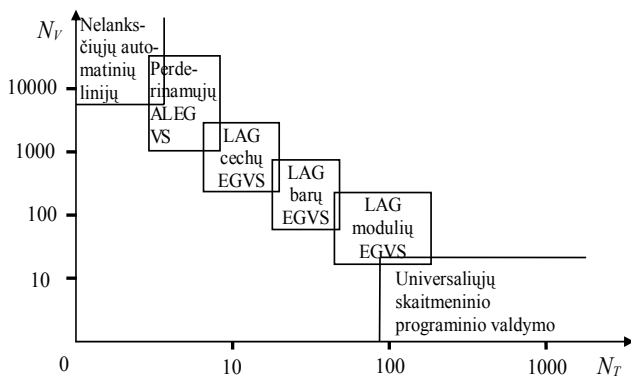 N_V
Nelanks-
čiųjų auto-
matinių
linijų
Perde-
rinamųjų
ALEG
VS
LAG
cechų
EGVS
LAG
barų
EGVS
LAG
modulių
EGVS
Universaliųjų
skaitmeninio
programinio valdymo
10000
1000
100
10
0
10
100
1000
N_T